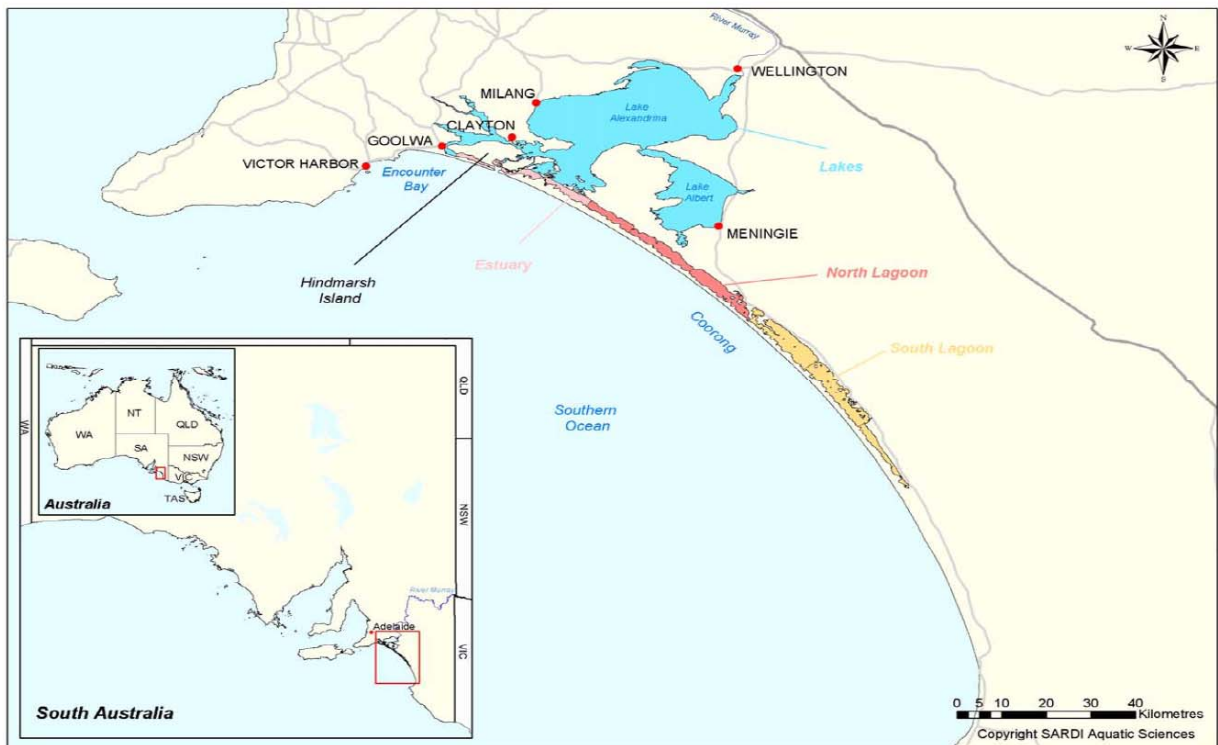 River Murray
N
W
E
S
WELLINGTON
MILANG
Lake
Alexandrina
CLAYTON
GOOLWA
VICTOR HARBOR
Encounter
Bay
Lakes
Lake
Albert
MENINGIE
Estuary
Hindmarsh
Island
North Lagoon
Coorong
South Lagoon
Southern
Ocean
WA
QLD
NT
WA
QLD
SA
NSW
VIC
TAS
Australia
NSW
River Murray
Adelaide
VIC
South Australia
0 5 10 20 30 40
Kilometres
Copyright SARDI Aquatic Sciences